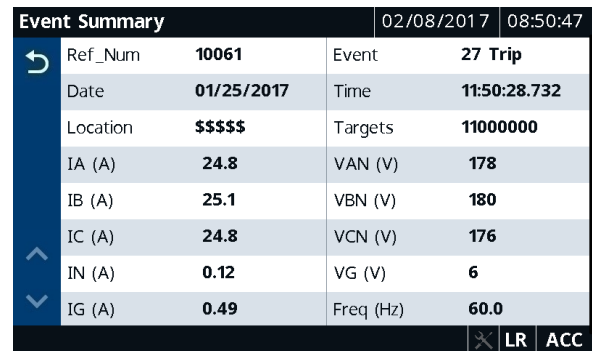 Event Summary 02/08/2017 08:50:47
Ref_Num 10061 Event 27 Trip
Date 01/25/2017 Time 11:50:28.732
Location $$$$$ Targets 11000000
IA (A) 24.8 VAN (V) 178
IB (A) 25.1 VBN (V) 180
IC (A) 24.8 VCN (V) 176
IN (A) 0.12 VG (V) 6
IG (A) 0.49 Freq (Hz) 60.0
LR ACC